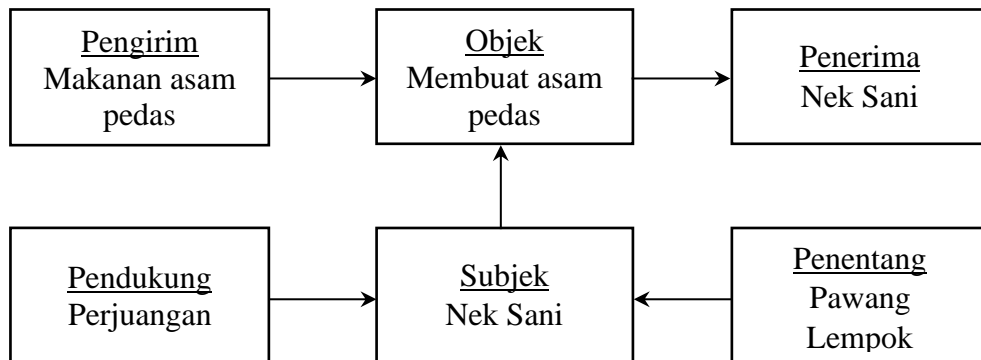 Pengirim
Makanan asam
pedas
Objek
Membuat asam
pedas
Penerima
Nek Sani
Pendukung
Perjuangan
Subjek
Nek Sani
Penentang
Pawang
Lempok